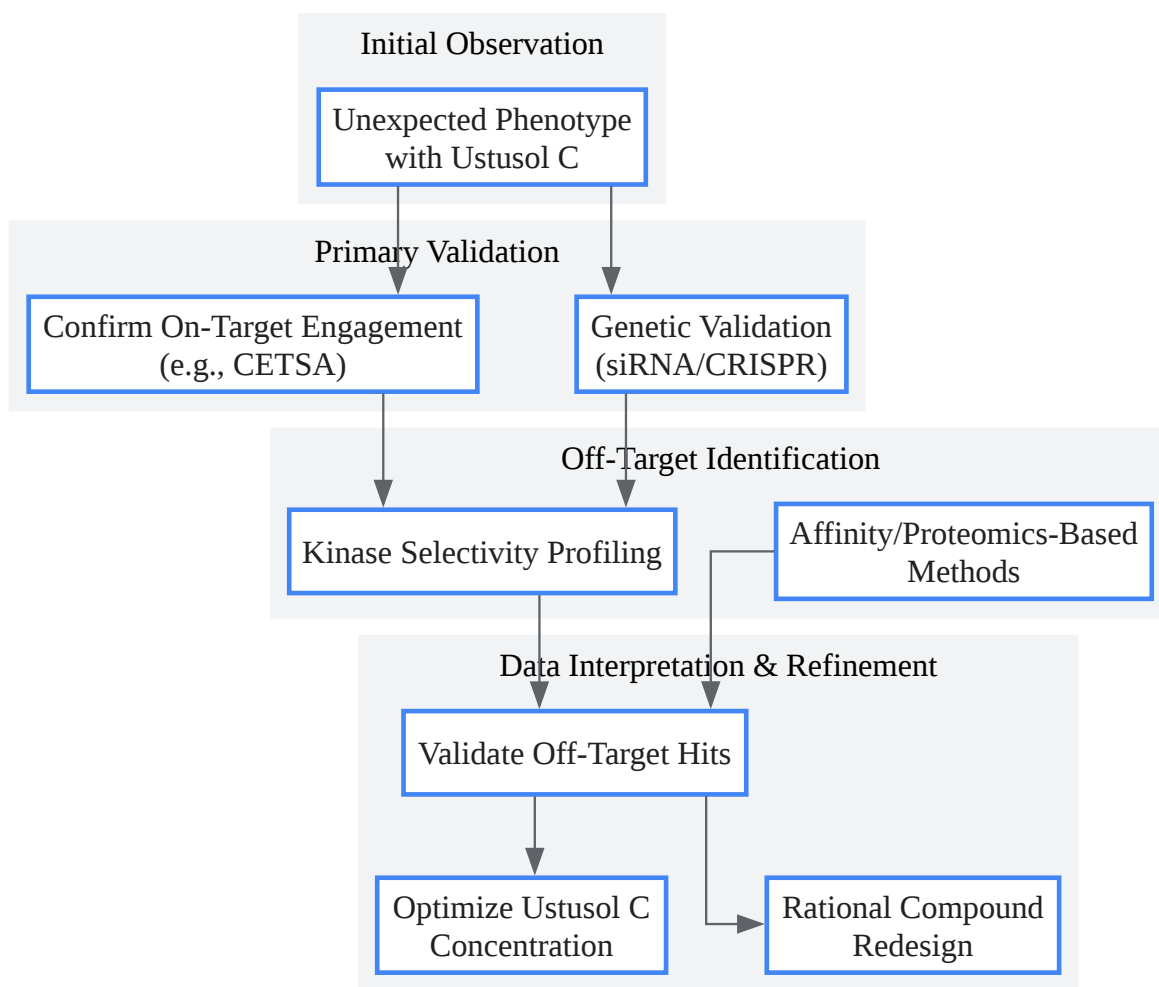 Initial Observation
Unexpected Phenotype
with Ustusol C
Primary Validation
Confirm On-Target Engagement
(e.g., CETSA)
Genetic Validation
(siRNA/CRISPR)
Off-Target Identification
Kinase Selectivity Profiling
Affinity/Proteomics-Based
Methods
Data Interpretation & Refinement
Validate Off-Target Hits
Optimize Ustusol C
Concentration
Rational Compound
Redesign